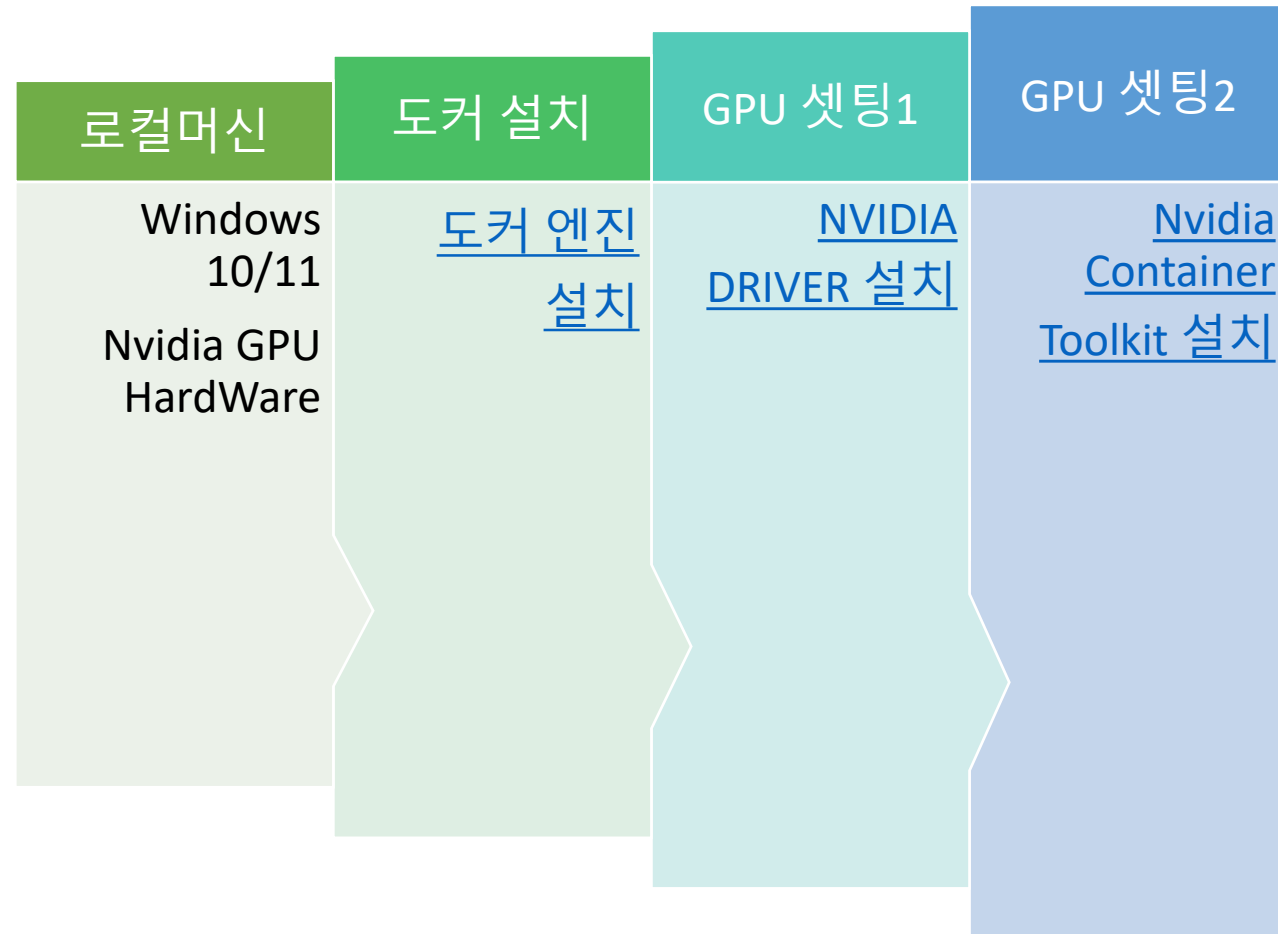 로컬머신
Windows
10/11
Nvidia GPU
HardWare
도커 설치
도커 엔진
설치
GPU 셋팅1
NVIDIA
DRIVER 설치
GPU 셋팅2
Nvidia
Container
Toolkit 설치